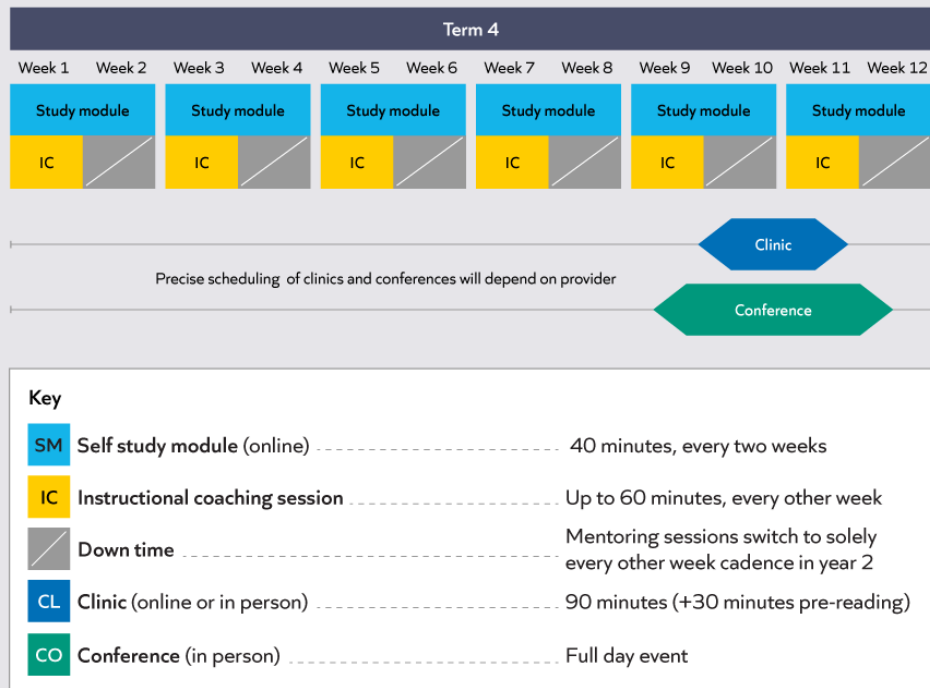 Term 4
Week 1 Week 2 Week 3 Week 4 Week 5 Week 6 Week 7 Week 8 Week 9 Week 10 Week 11 Week 12
Study module Study module Study module Study module Study module Study module
IC IC IC IC IC IC
Clinic
Precise scheduling of clinics and conferences will depend on provider
Conference
Key
SM Self study module (online) 40 minutes, every two weeks
IC Instructional coaching session Up to 60 minutes, every other week
Down time Mentoring sessions switch to solely
every other week cadence in year 2
CL Clinic (online or in person) 90 minutes (+30 minutes pre-reading)
CO Conference (in person) Full day event